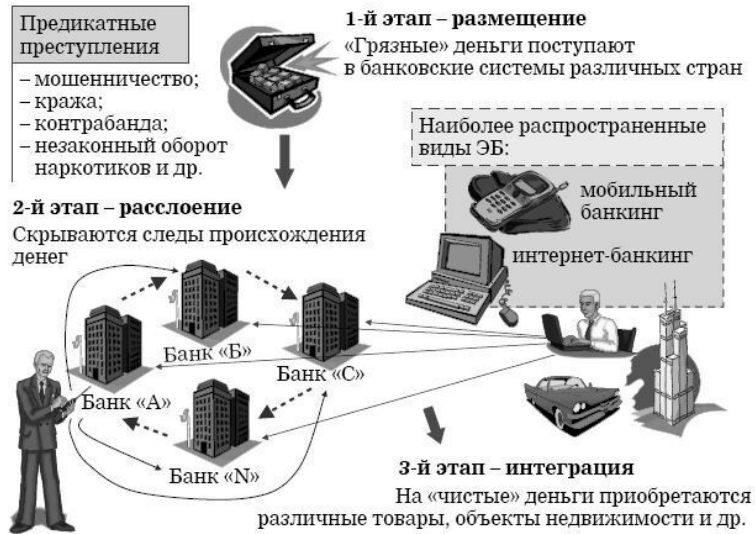 Предикатные
преступления
– мошенничество;
– кража;
– контрабанда;
– незаконный оборот
наркотиков и др.
1-й этап – размещение
«Грязные» деньги поступают
в банковские системы различных стран
Наиболее распространенные
виды ЭБ:
мобильный
банкинг
интернет-банкинг
2-й этап – расслоение
Скрываются следы происхождения
денег
Банк «Б»
Банк «С»
Банк «А»
Банк «N»
3-й этап – интеграция
На «чистые» деньги приобретаются
различные товары, объекты недвижимости и др.